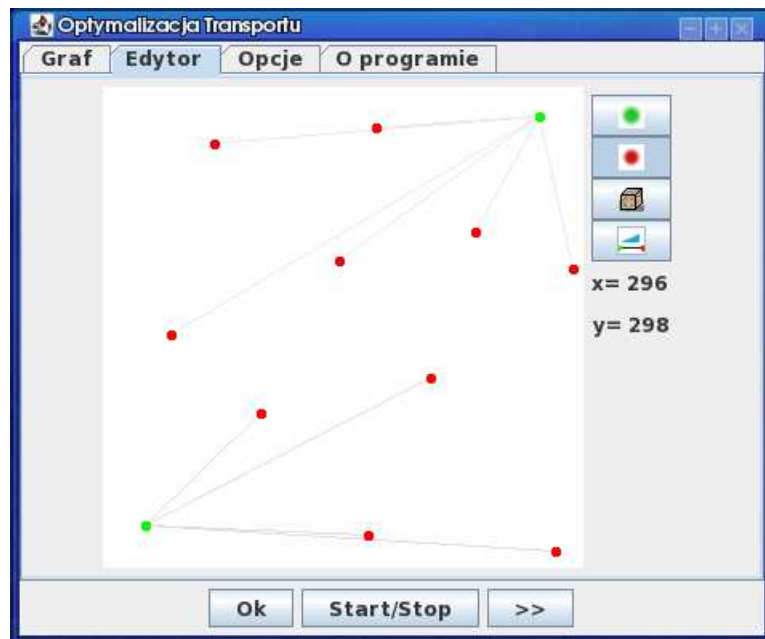 Optymalizacja Transportu
Graf Edytor Opcje O programie
x= 296
y= 298
Ok Start/Stop >>